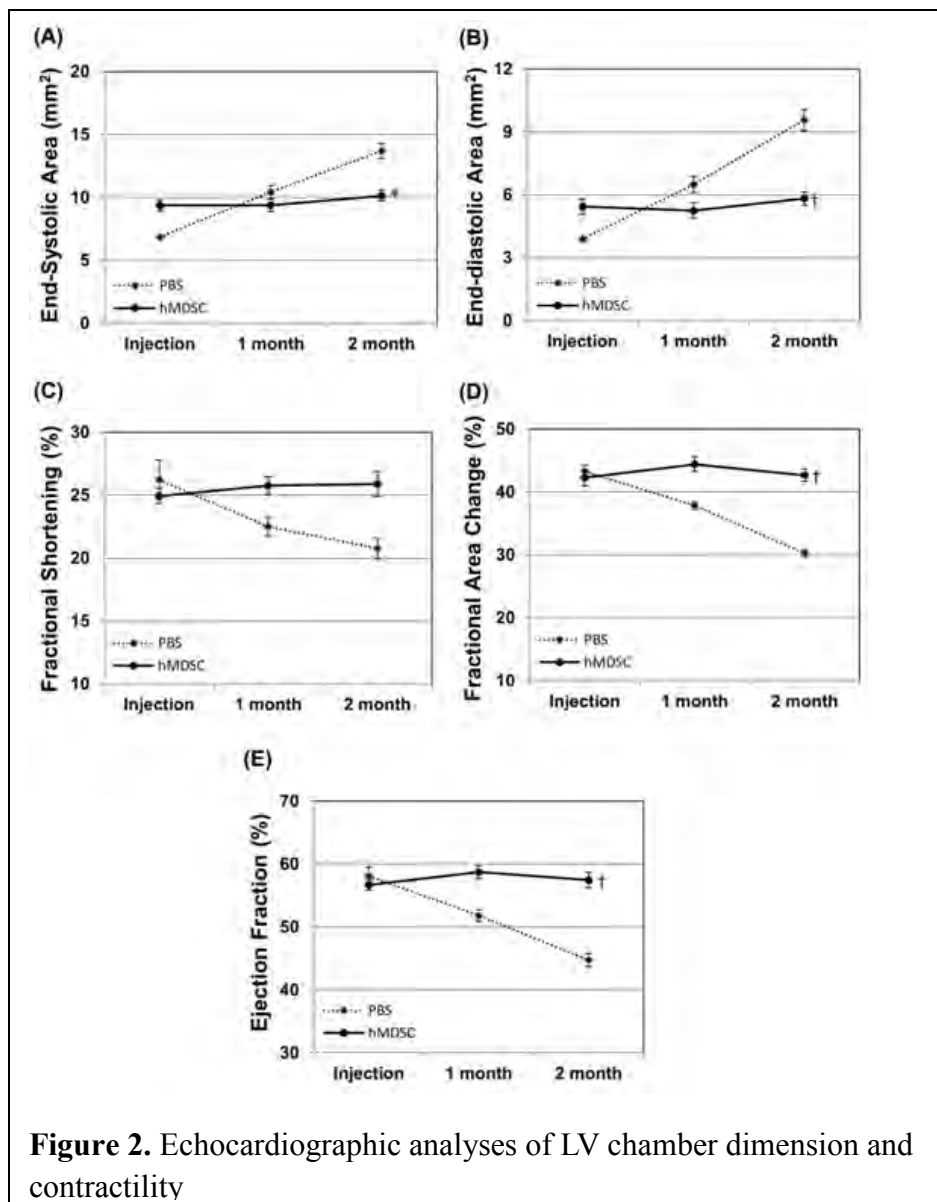 (A)
End-Systolic Area (mm²)
20
15
10
5
0
*
PBS
hMDSC
Injection 1 month 2 month
(B)
End-diastolic Area (mm²)
12
9
6
3
0
†
PBS
hMDSC
Injection 1 month 2 month
(C)
Fractional Shortening (%)
30
25
20
15
10
PBS
hMDSC
Injection 1 month 2 month
(D)
Fractional Area Change (%)
50
40
30
20
10
†
PBS
hMDSC
Injection 1 month 2 month
(E)
Ejection Fraction (%)
70
60
50
40
30
†
PBS
hMDSC
Injection 1 month 2 month
Figure 2. Echocardiographic analyses of LV chamber dimension and
contractility